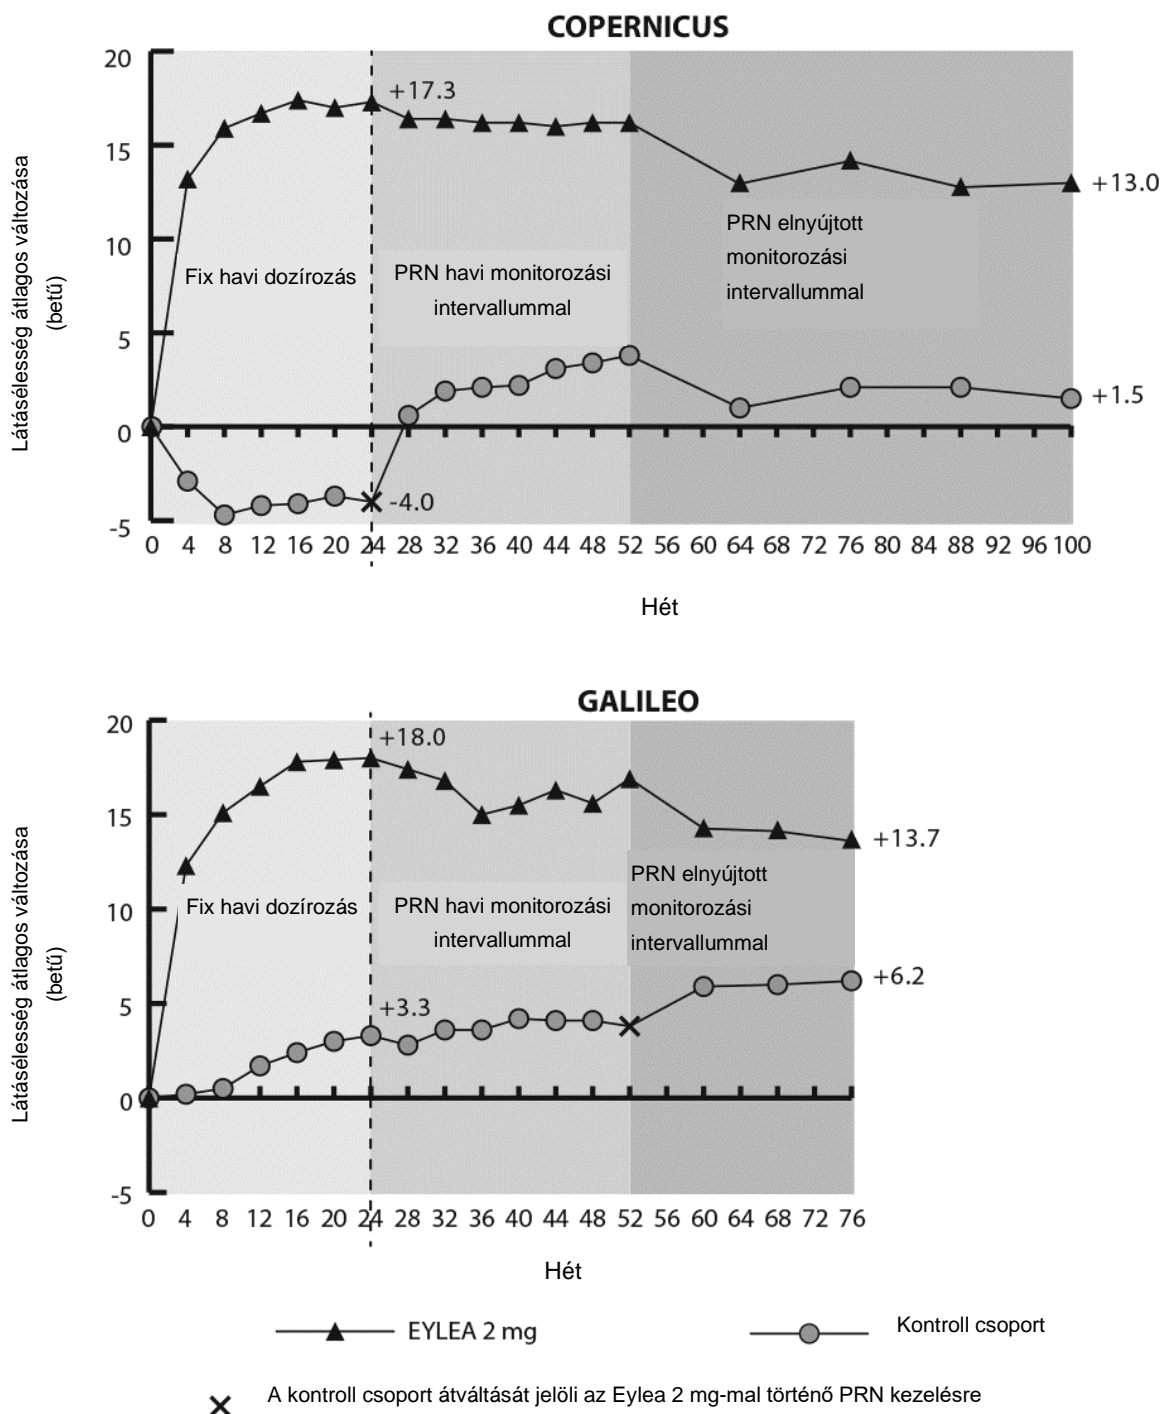 COPERNICUS
20
15
10
5
0
-5
Látásélesség átlagos változása
(betű)
+17.3
+13.0
Fix havi dozírozás
PRN havi monitorozási
intervallummal
PRN elnyújtott
monitorozási
intervallummal
+1.5
-4.0
0 4 8 12 16 20 24 28 32 36 40 44 48 52 56 60 64 68 72 76 80 84 88 92 96 100
Hét
GALILEO
20
15
10
5
0
-5
Látásélesség átlagos változása
(betű)
+18.0
+13.7
Fix havi dozírozás
PRN havi monitorozási
intervallummal
PRN elnyújtott
monitorozási
intervallummal
+3.3
+6.2
0 4 8 12 16 20 24 28 32 36 40 44 48 52 56 60 64 68 72 76
Hét
EYLEA 2 mg
Kontroll csoport
A kontroll csoport átváltását jelöli az Eylea 2 mg-mal történő PRN kezelésre